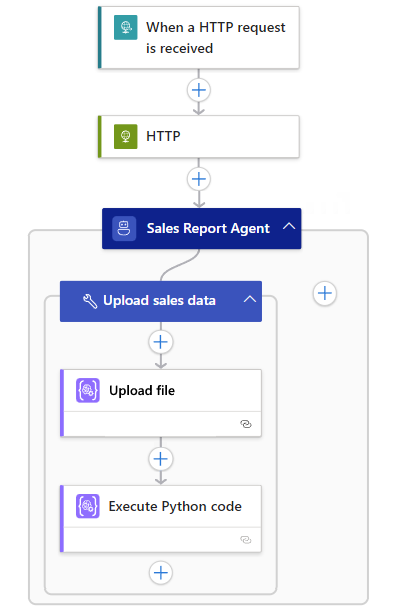 When a HTTP request
is received
HTTP
Sales Report Agent
Upload sales data
Upload file
Execute Python code